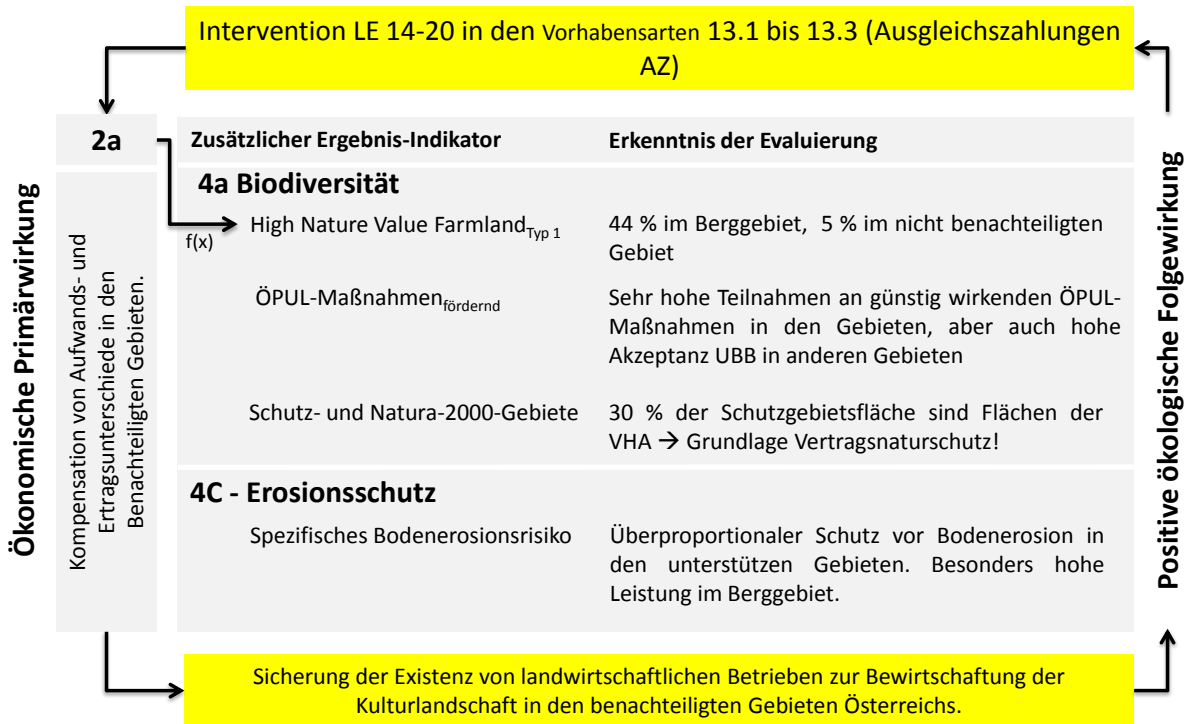 Intervention LE 14-20 in den Vorhabensarten 13.1 bis 13.3 (Ausgleichszahlungen
AZ)
Ökonomische Primärwirkung
2a
Kompensation von Aufwands- und
Ertragsunterschiede in den
Benachteiligten Gebieten.
Zusätzlicher Ergebnis-Indikator
Erkenntnis der Evaluierung
4a Biodiversität
f(x)
High Nature Value Farmland Typ 1
44 % im Berggebiet, 5 % im nicht benachteiligten
Gebiet
ÖPUL-Maßnahmen fördernd
Sehr hohe Teilnahmen an günstig wirkenden ÖPUL-
Maßnahmen in den Gebieten, aber auch hohe
Akzeptanz UBB in anderen Gebieten
Schutz- und Natura-2000-Gebiete
30 % der Schutzgebietsfläche sind Flächen der
VHA → Grundlage Vertragsnaturschutz!
4C - Erosionsschutz
Spezifisches Bodenerosionsrisiko
Überproportionaler Schutz vor Bodenerosion in
den unterstützen Gebieten. Besonders hohe
Leistung im Berggebiet.
Positive ökologische Folgewirkung
Sicherung der Existenz von landwirtschaftlichen Betrieben zur Bewirtschaftung der
Kulturlandschaft in den benachteiligten Gebieten Österreichs.